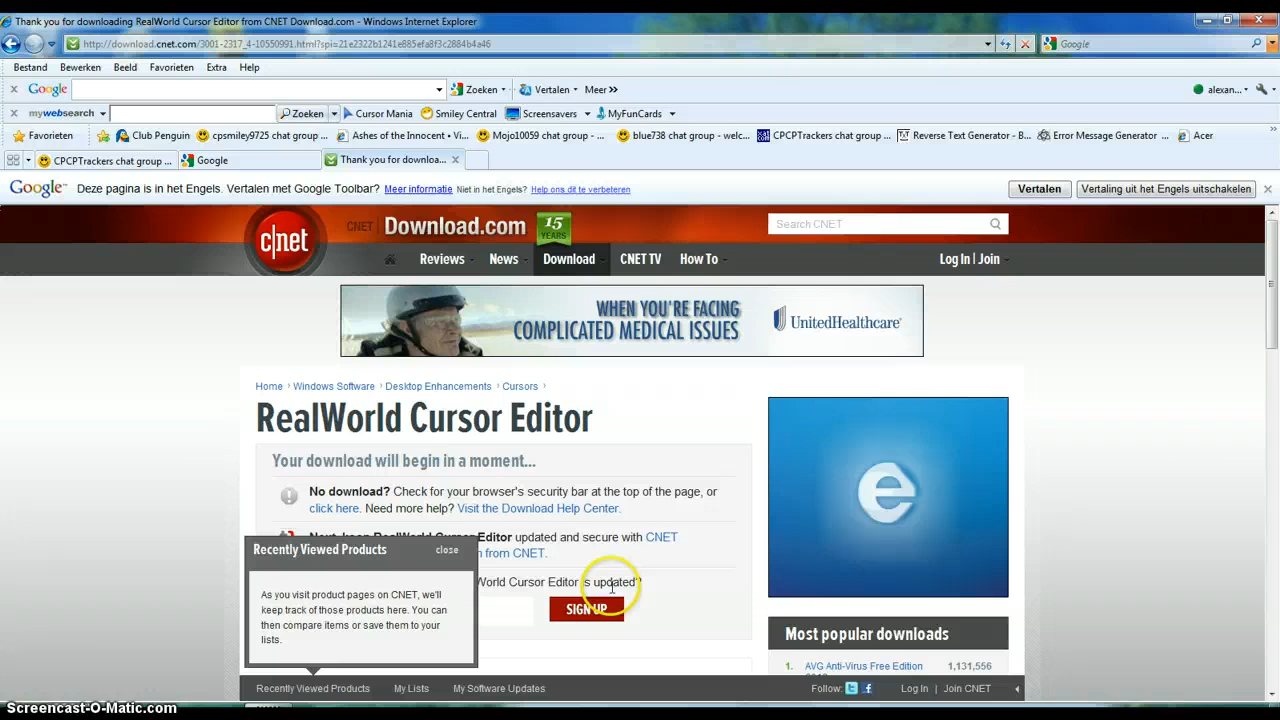 Thank you for downloading RealWorld Cursor Editor from CNET Download.com - Windows Internet Explorer
http://download.cnet.com/3001-2317_4-10550991.html?spi=21e2322b1241e885efa8f3c2884b4a46
Google
Bestand Bewerken Beeld Favorieten Extra Help
Google Zoeken Vertalen Meer » alexan...
mywebsearch Zoeken Cursor Mania Smiley Central Screensavers MyFunCards
Favorieten Club Penguin cpsmiley9725 chat group ... Ashes of the Innocent • Vi... Mojo10059 chat group -... blue738 chat group - welc... CPCPTrackers chat group ... Reverse Text Generator - B... Error Message Generator ... Acer
CPCPTrackers chat group ... Google Thank you for downloa...
Google™ Deze pagina is in het Engels. Vertalen met Google Toolbar? Meer informatie Niet in het Engels? Help ons dit te verbeteren Vertalen Vertaling uit het Engels uitschakelen
c|net CNET Download.com 15 YEARS Search CNET
Reviews News Download CNET TV How To Log In | Join
WHEN YOU'RE FACING
COMPLICATED MEDICAL ISSUES
UnitedHealthcare®
Home › Windows Software › Desktop Enhancements › Cursors ›
RealWorld Cursor Editor
Your download will begin in a moment...
No download? Check for your browser's security bar at the top of the page, or
click here. Need more help? Visit the Download Help Center.
Editor updated and secure with CNET
from CNET.
World Cursor Editor is updated?
SIGN UP
Recently Viewed Products close
As you visit product pages on CNET, we'll
keep track of those products here. You can
then compare items or save them to your
lists.
e
Most popular downloads
1. AVG Anti-Virus Free Edition 1,131,556
Recently Viewed Products My Lists My Software Updates Follow: Log In | Join CNET
Screencast-O-Matic.com